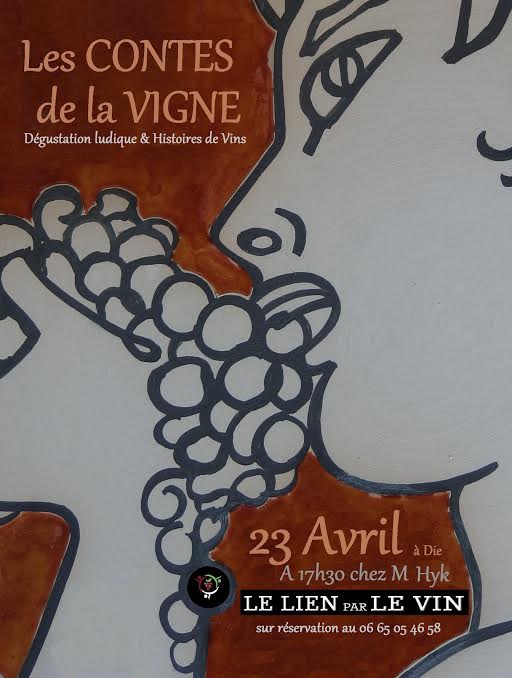 Les CONTES
de la VIGNE
Dégustation ludique & Histoires de Vins
23 Avril à Die
A 17h30 chez M Hyk
LE LIEN PAR LE VIN
sur réservation au 06 65 05 46 58